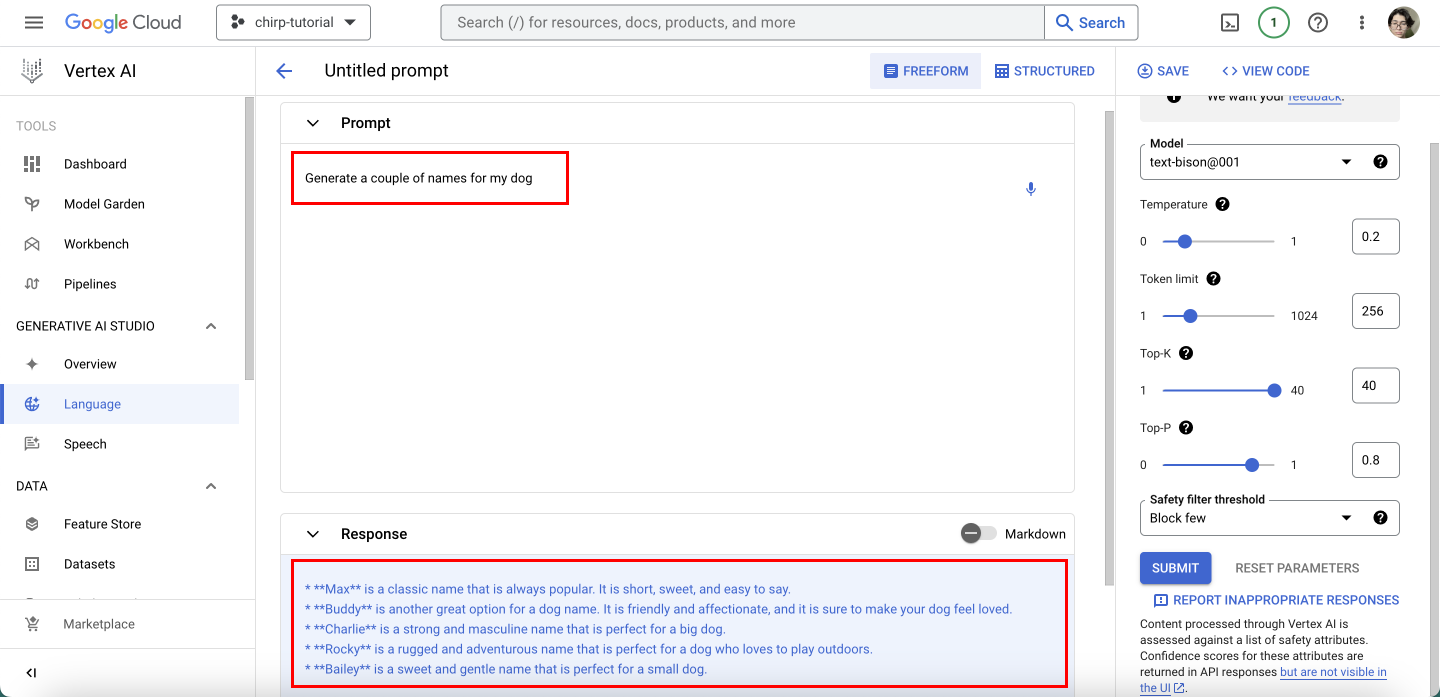 Google Cloud
chirp-tutorial
Search (/) for resources, docs, products, and more
Search
1
Vertex AI
Untitled prompt
FREEFORM
STRUCTURED
SAVE
VIEW CODE
TOOLS
Dashboard
Model Garden
Workbench
Pipelines
GENERATIVE AI STUDIO
Overview
Language
Speech
DATA
Feature Store
Datasets
Marketplace
Prompt
Generate a couple of names for my dog
Response
Markdown
* **Max** is a classic name that is always popular. It is short, sweet, and easy to say.
* **Buddy** is another great option for a dog name. It is friendly and affectionate, and it is sure to make your dog feel loved.
* **Charlie** is a strong and masculine name that is perfect for a big dog.
* **Rocky** is a rugged and adventurous name that is perfect for a dog who loves to play outdoors.
* **Bailey** is a sweet and gentle name that is perfect for a small dog.
We want your feedback.
Model
text-bison@001
Temperature
0 1 0.2
Token limit
1 1024 256
Top-K
1 40 40
Top-P
0 1 0.8
Safety filter threshold
Block few
SUBMIT
RESET PARAMETERS
REPORT INAPPROPRIATE RESPONSES
Content processed through Vertex AI is
assessed against a list of safety attributes.
Confidence scores for these attributes are
returned in API responses but are not visible in
the UI.